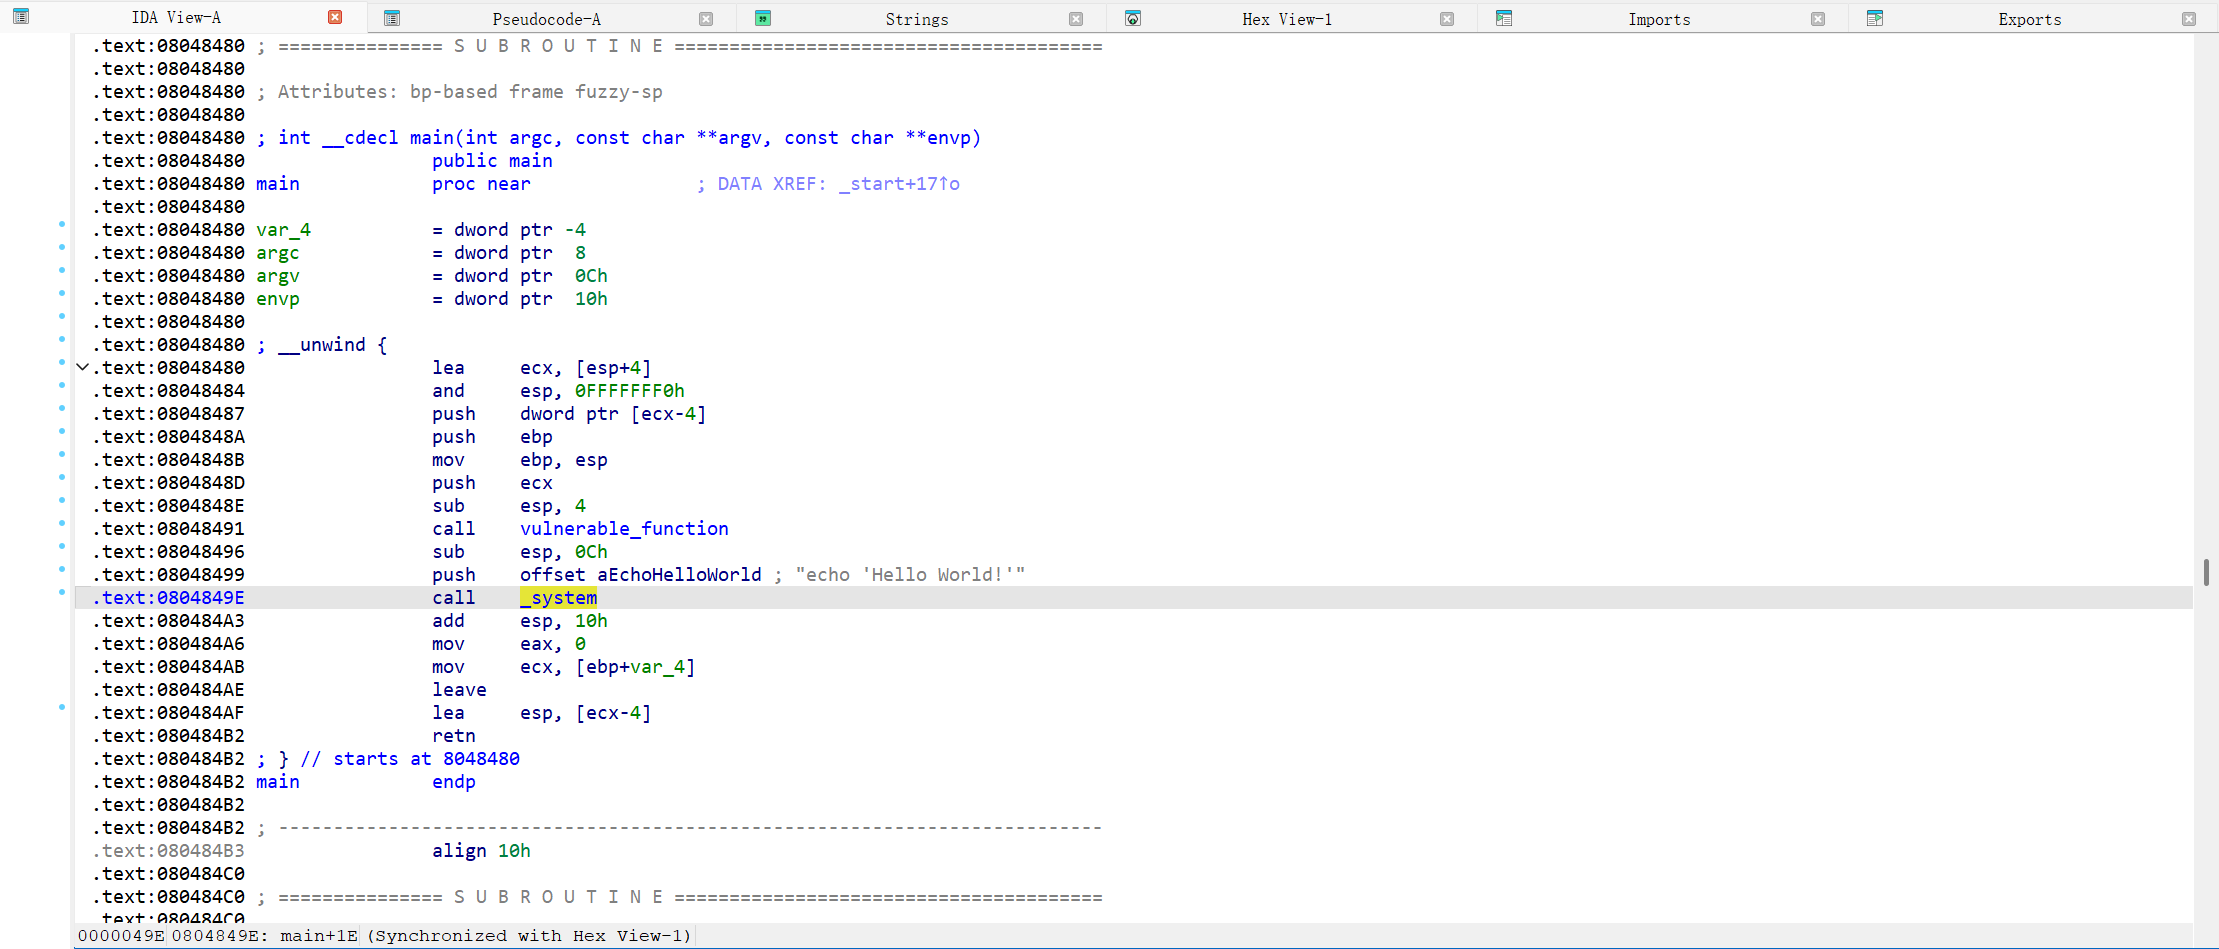 IDA View-A Pseudocode-A Strings Hex View-1 Imports Exports
.text:08048480 ; =============== S U B R O U T I N E =======================================
.text:08048480
.text:08048480 ; Attributes: bp-based frame fuzzy-sp
.text:08048480
.text:08048480 ; int __cdecl main(int argc, const char **argv, const char **envp)
.text:08048480                 public main
.text:08048480 main            proc near               ; DATA XREF: _start+17↑o
.text:08048480
.text:08048480 var_4           = dword ptr -4
.text:08048480 argc            = dword ptr  8
.text:08048480 argv            = dword ptr  0Ch
.text:08048480 envp            = dword ptr  10h
.text:08048480
.text:08048480 ; __unwind {
.text:08048480                 lea     ecx, [esp+4]
.text:08048484                 and     esp, 0FFFFFFF0h
.text:08048487                 push    dword ptr [ecx-4]
.text:0804848A                 push    ebp
.text:0804848B                 mov     ebp, esp
.text:0804848D                 push    ecx
.text:0804848E                 sub     esp, 4
.text:08048491                 call    vulnerable_function
.text:08048496                 sub     esp, 0Ch
.text:08048499                 push    offset aEchoHelloWorld ; "echo 'Hello World!'"
.text:0804849E                 call    _system
.text:080484A3                 add     esp, 10h
.text:080484A6                 mov     eax, 0
.text:080484AB                 mov     ecx, [ebp+var_4]
.text:080484AE                 leave
.text:080484AF                 lea     esp, [ecx-4]
.text:080484B2                 retn
.text:080484B2 ; } // starts at 8048480
.text:080484B2 main            endp
.text:080484B2
.text:080484B2 ; ---------------------------------------------------------------------------
.text:080484B3                 align 10h
.text:080484C0
.text:080484C0 ; =============== S U B R O U T I N E =======================================
.text:080484C0
0000049E 0804849E: main+1E (Synchronized with Hex View-1)